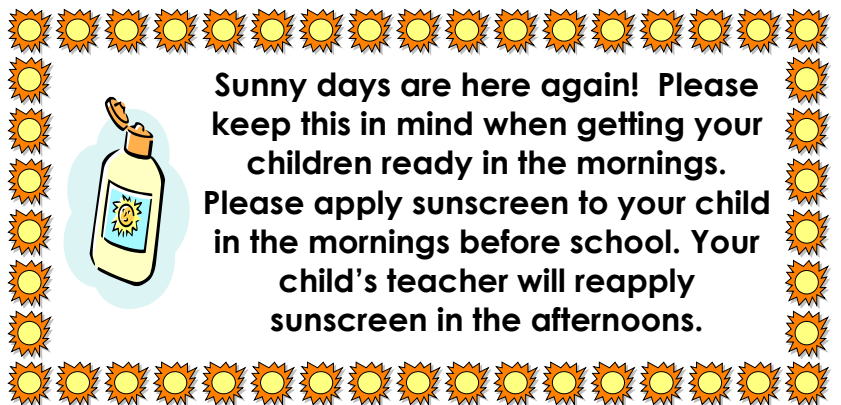 Sunny days are here again!  Please
keep this in mind when getting your
children ready in the mornings.
Please apply sunscreen to your child
in the mornings before school. Your
child's teacher will reapply
sunscreen in the afternoons.